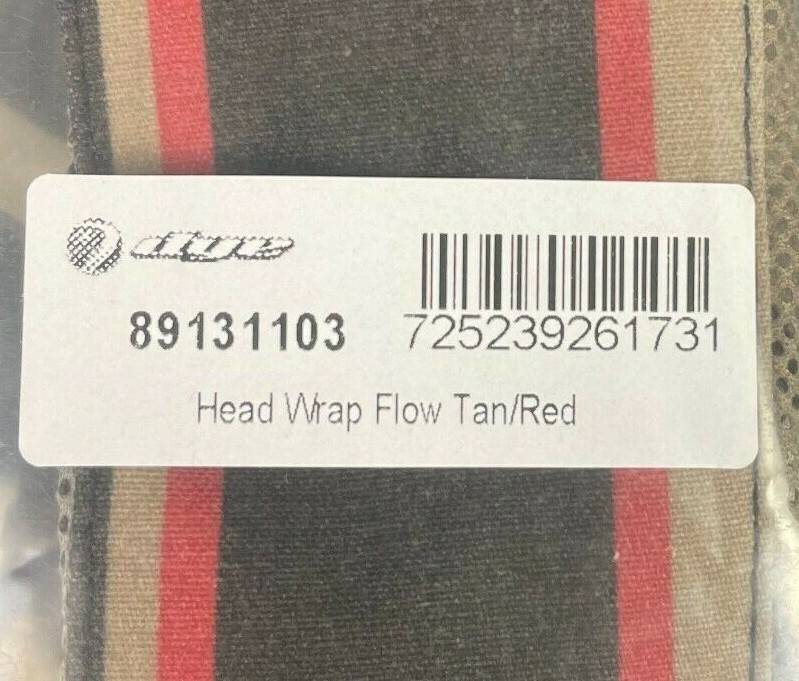 dye
89131103
725239261731
Head Wrap Flow Tan/Red